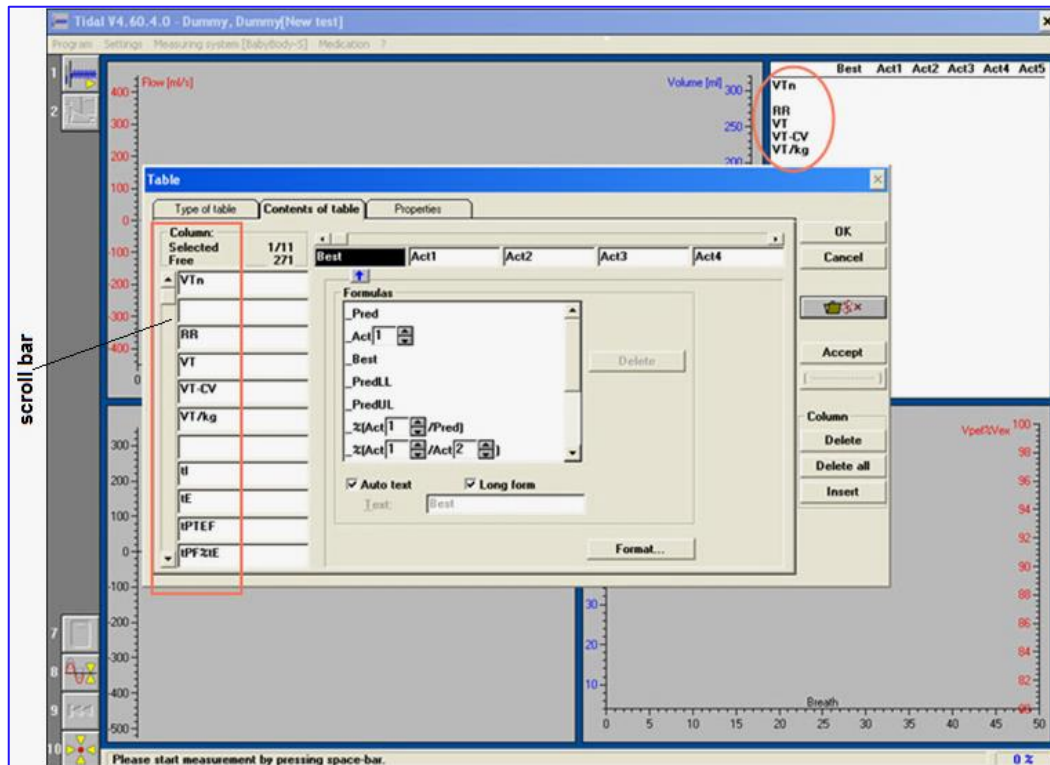 Tidal V4.60.4.0 - Dummy, Dummy[New test]
Program Settings Measuring system [BabyBody-S] Medication ?
1
2
Flow [ml/s]
400
300
200
100
0
-100
-200
-300
-400
0
Volume [ml]
300
250
200
Best Act1 Act2 Act3 Act4 Act5
VTn
RR
VT
VT-CV
VT/kg
Table
Type of table Contents of table Properties
Column:
Selected 1/11
Free 271
Best Act1 Act2 Act3 Act4
VTn
RR
VT
VT-CV
VT/kg
tI
tE
tPTEF
tPF%tE
Formulas
_Pred
_Act 1
_Best
_PredLL
_PredUL
_%(Act 1 /Pred)
_%(Act 1 /Act 2 )
Delete
Auto text Long form
Text: Best
Format...
OK
Cancel
Accept
Column
Delete
Delete all
Insert
scroll bar
300
200
100
0
-100
-200
-300
-400
-500
Vpef%Vex
100
98
96
94
92
90
88
86
84
82
30
20
10
Breath
0 5 10 15 20 25 30 35 40 45 50
7
8
9
10
Please start measurement by pressing space-bar.
0 %